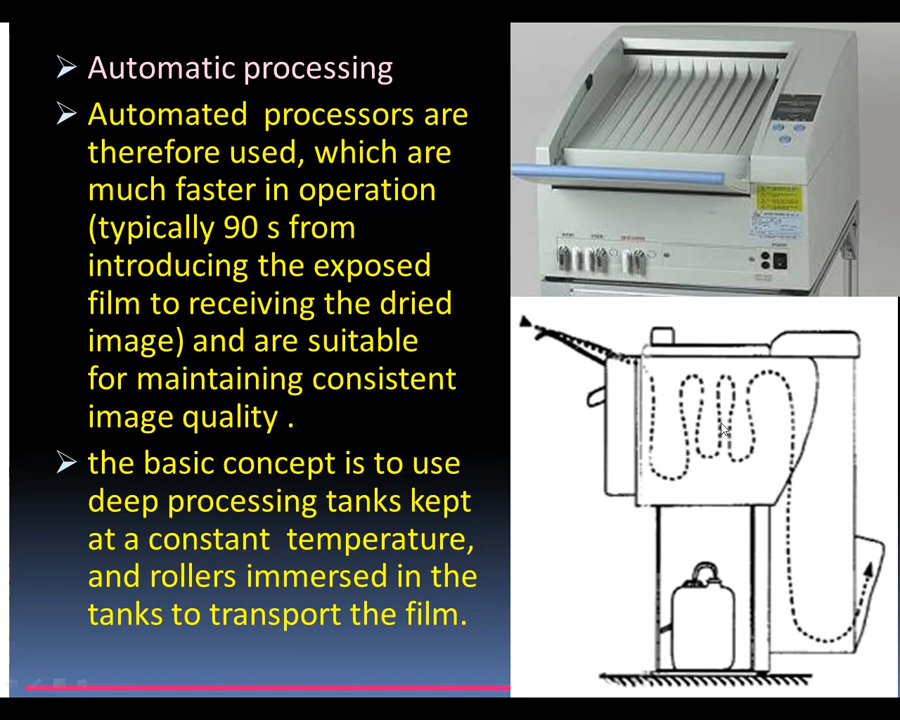 Automatic processing
Automated processors are
therefore used, which are
much faster in operation
(typically 90 s from
introducing the exposed
film to receiving the dried
image) and are suitable
for maintaining consistent
image quality .
the basic concept is to use
deep processing tanks kept
at a constant temperature,
and rollers immersed in the
tanks to transport the film.